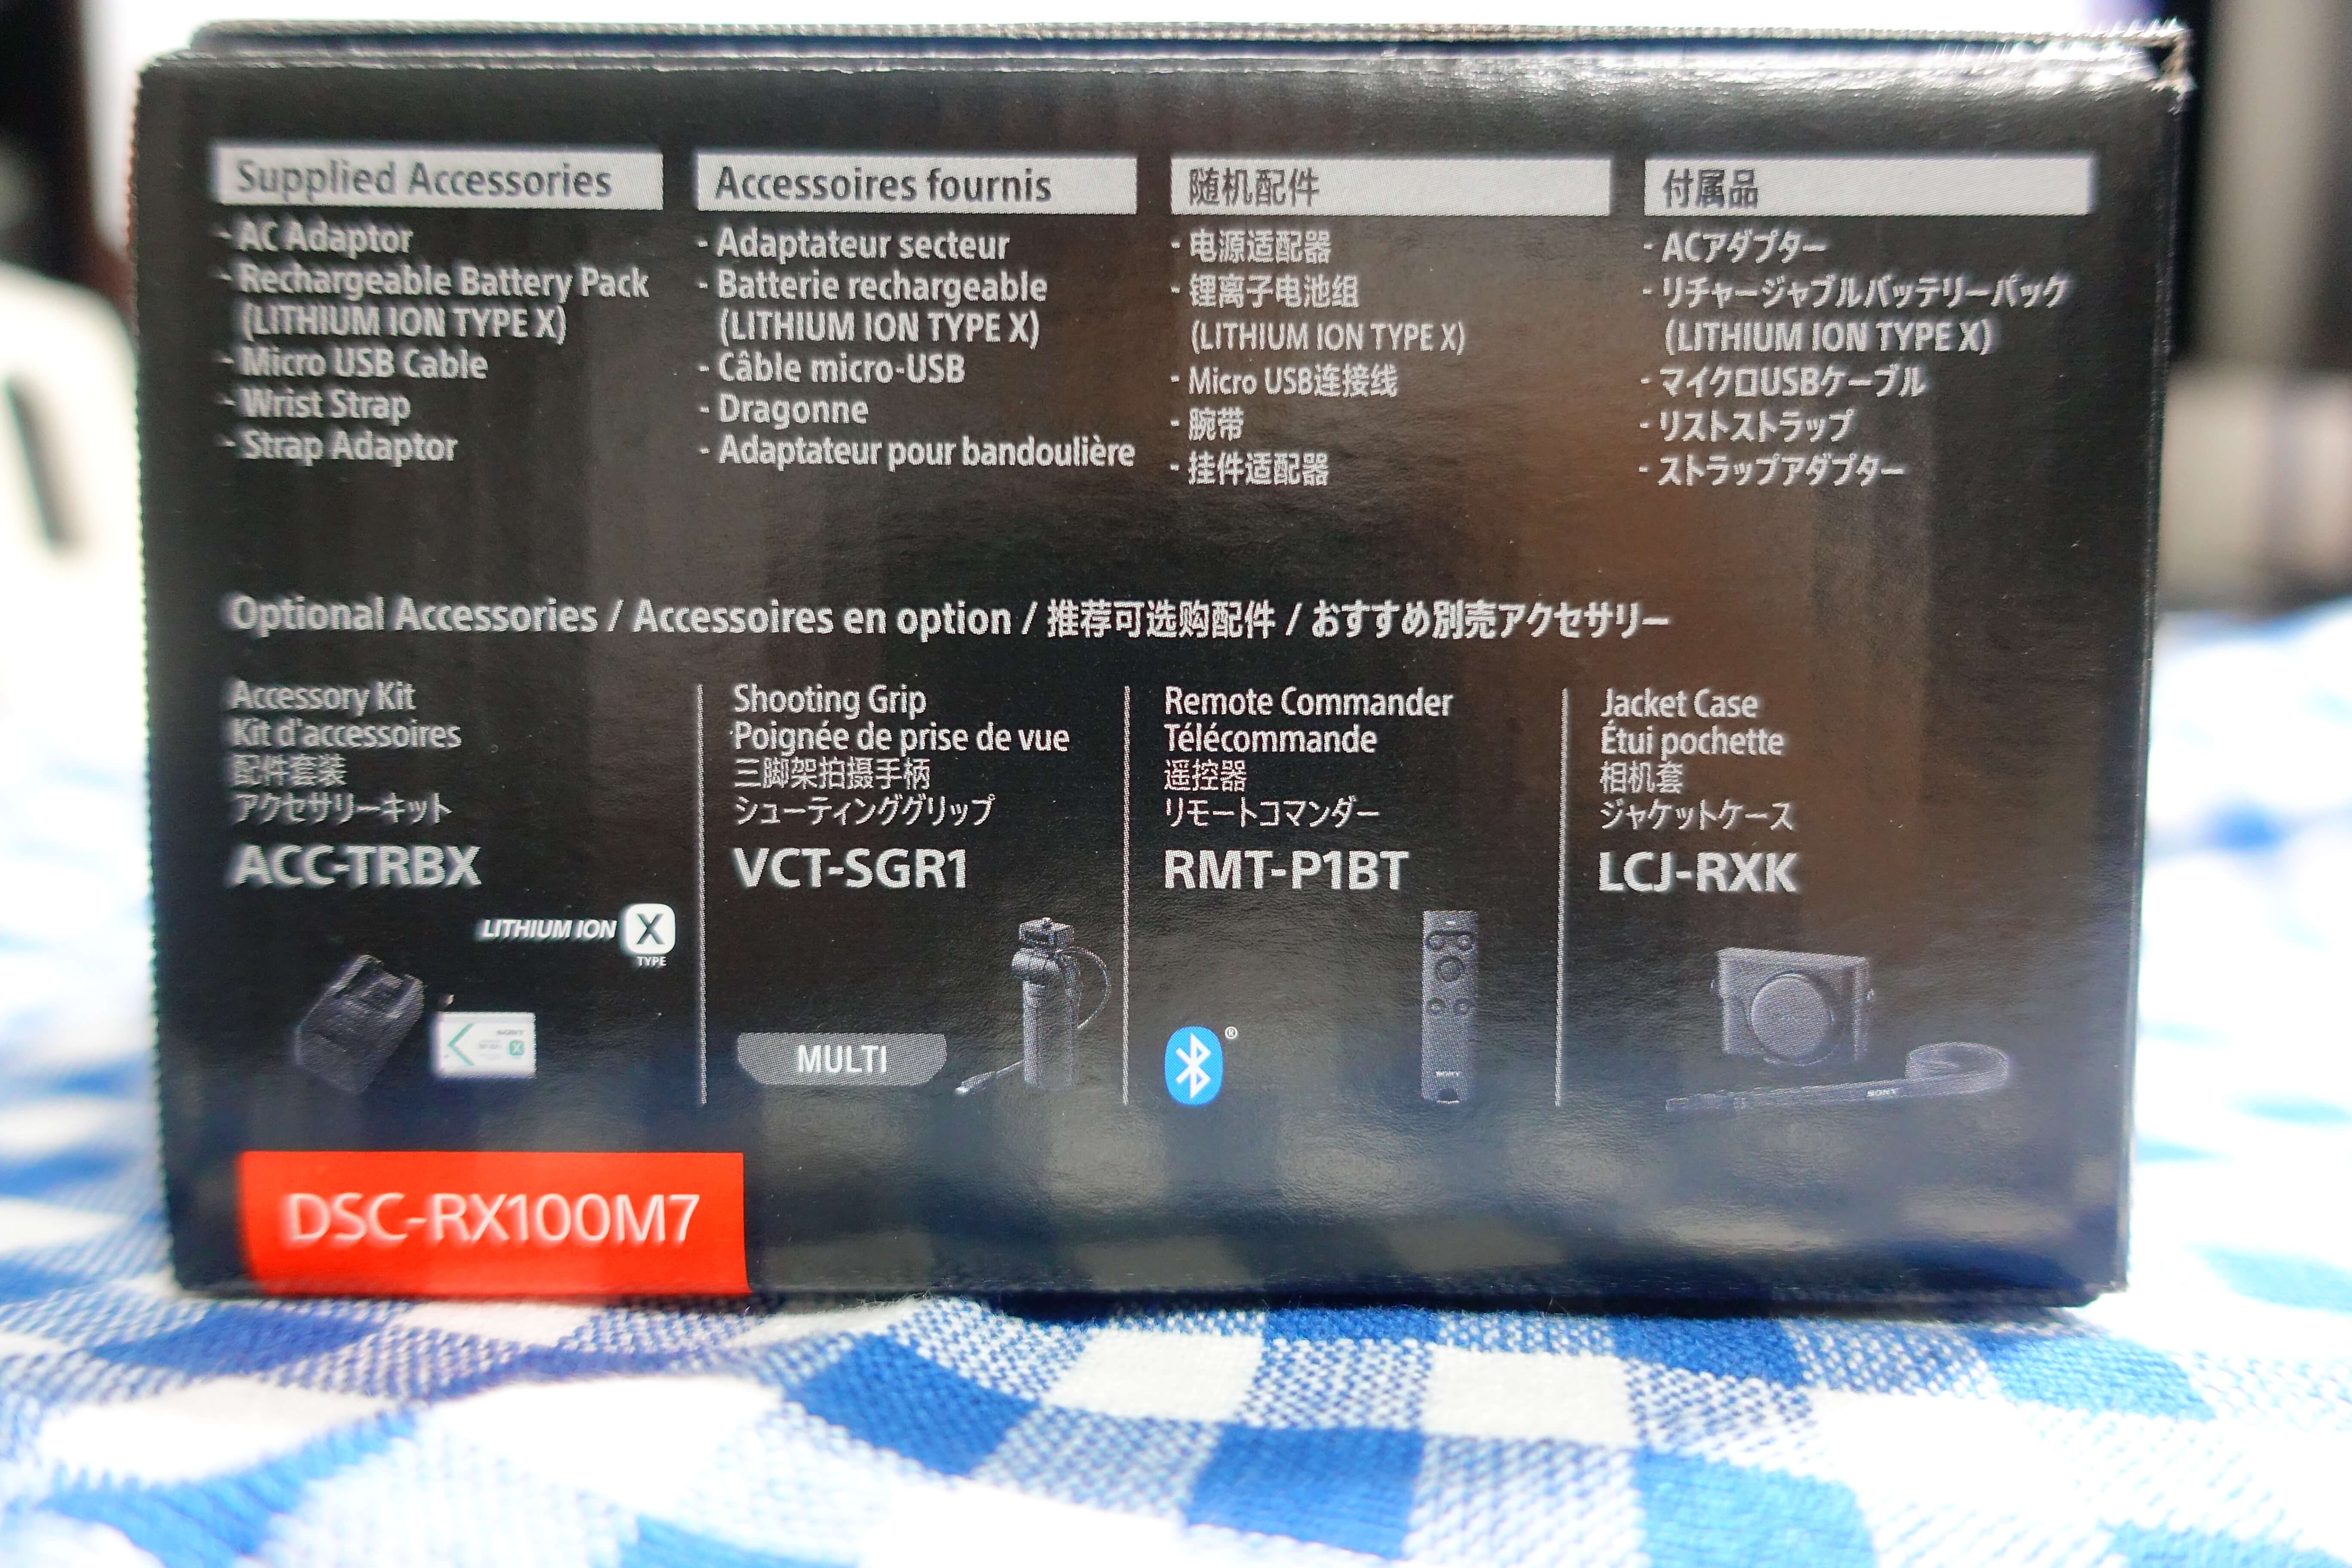 Supplied Accessories
- AC Adaptor
- Rechargeable Battery Pack
(LITHIUM ION TYPE X)
- Micro USB Cable
- Wrist Strap
- Strap Adaptor
Accessoires fournis
- Adaptateur secteur
- Batterie rechargeable
(LITHIUM ION TYPE X)
- Câble micro-USB
- Dragonne
- Adaptateur pour bandoulière
随机配件
- 电源适配器
- 锂离子电池组
(LITHIUM ION TYPE X)
- Micro USB连接线
- 腕带
- 挂件适配器
付属品
- ACアダプター
- リチャージャブルバッテリーパック
(LITHIUM ION TYPE X)
- マイクロUSBケーブル
- リストストラップ
- ストラップアダプター
Optional Accessories / Accessoires en option / 推荐可选购配件 / おすすめ別売アクセサリー
Accessory Kit
Kit d'accessoires
配件套装
アクセサリーキット
ACC-TRBX
LITHIUM ION X
TYPE
SONY
X
Shooting Grip
Poignée de prise de vue
三脚架拍摄手柄
シューティンググリップ
VCT-SGR1
MULTI
Remote Commander
Télécommande
遥控器
リモートコマンダー
RMT-P1BT
®
SONY
Jacket Case
Étui pochette
相机套
ジャケットケース
LCJ-RXK
SONY
DSC-RX100M7